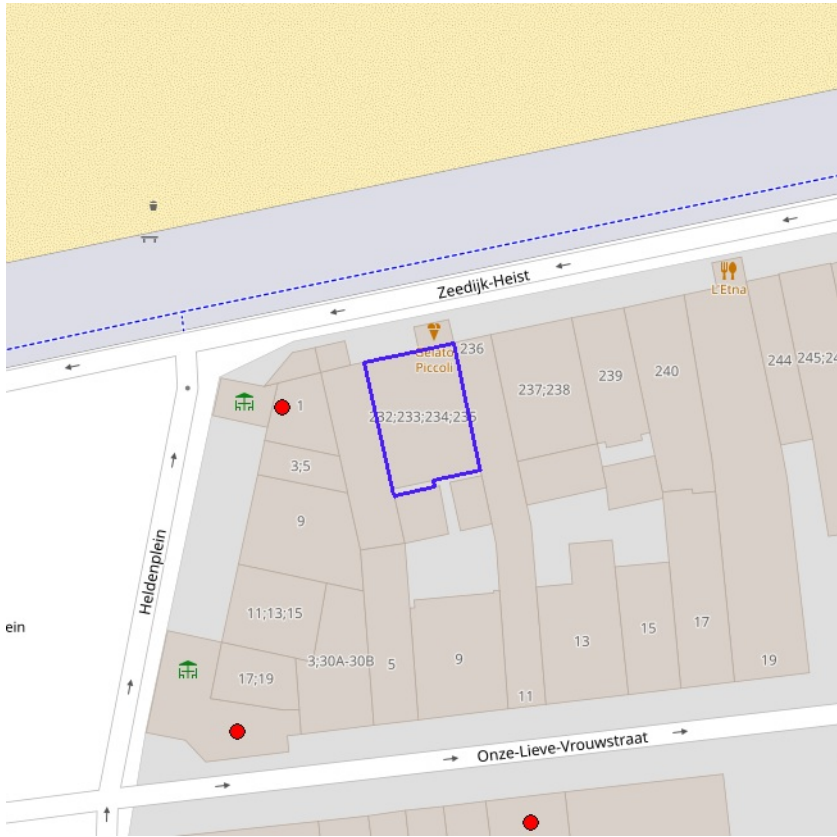 Zeedijk-Heist
L'Etna
Gelato
Piccoli
236
232;233;234;235
237;238
239
240
244
245;24
1
3;5
9
11;13;15
17;19
3;30A-30B
5
9
11
13
15
17
19
Heldenplein
ein
Onze-Lieve-Vrouwstraat